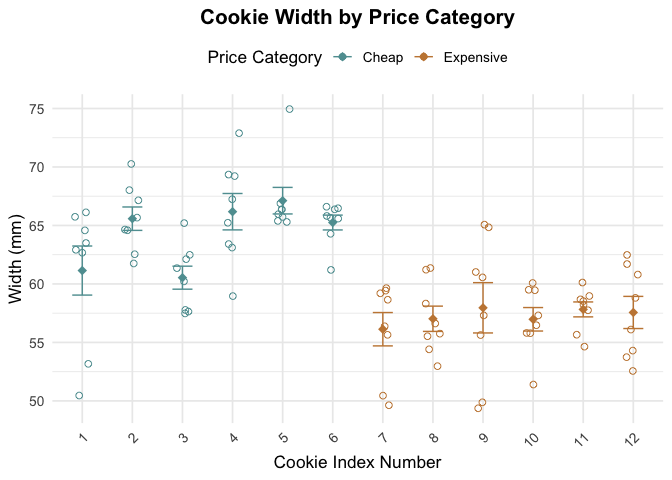 Cookie Width by Price Category
Price Category Cheap Expensive
75
70
65
60
55
50
Width (mm)
1 2 3 4 5 6 7 8 9 10 11 12
Cookie Index Number